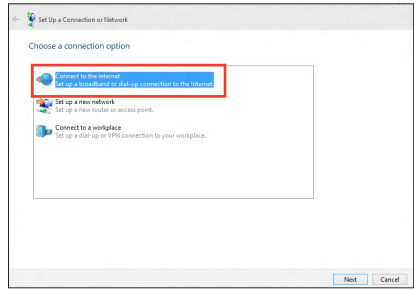 Set Up a Connection or Network
Choose a connection option
Connect to the Internet
Set up a broadband or dial-up connection to the Internet.
Set up a new network
Set up a new router or access point.
Connect to a workplace
Set up a dial-up or VPN connection to your workplace.
Next Cancel